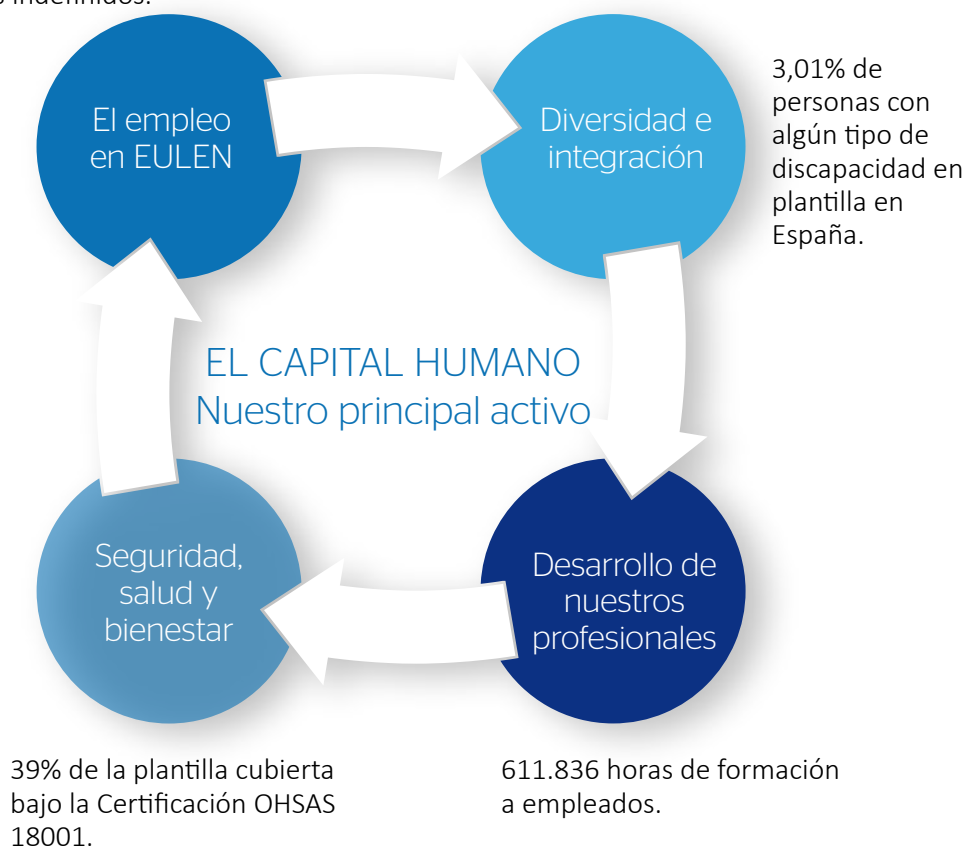 indefinidos.
El empleo
en EULEN
Diversidad e
integración
3,01% de
personas con
algún tipo de
discapacidad en
plantilla en
España.
EL CAPITAL HUMANO
Nuestro principal activo
Seguridad,
salud y
bienestar
Desarrollo de
nuestros
profesionales
39% de la plantilla cubierta
bajo la Certificación OHSAS
18001.
611.836 horas de formación
a empleados.